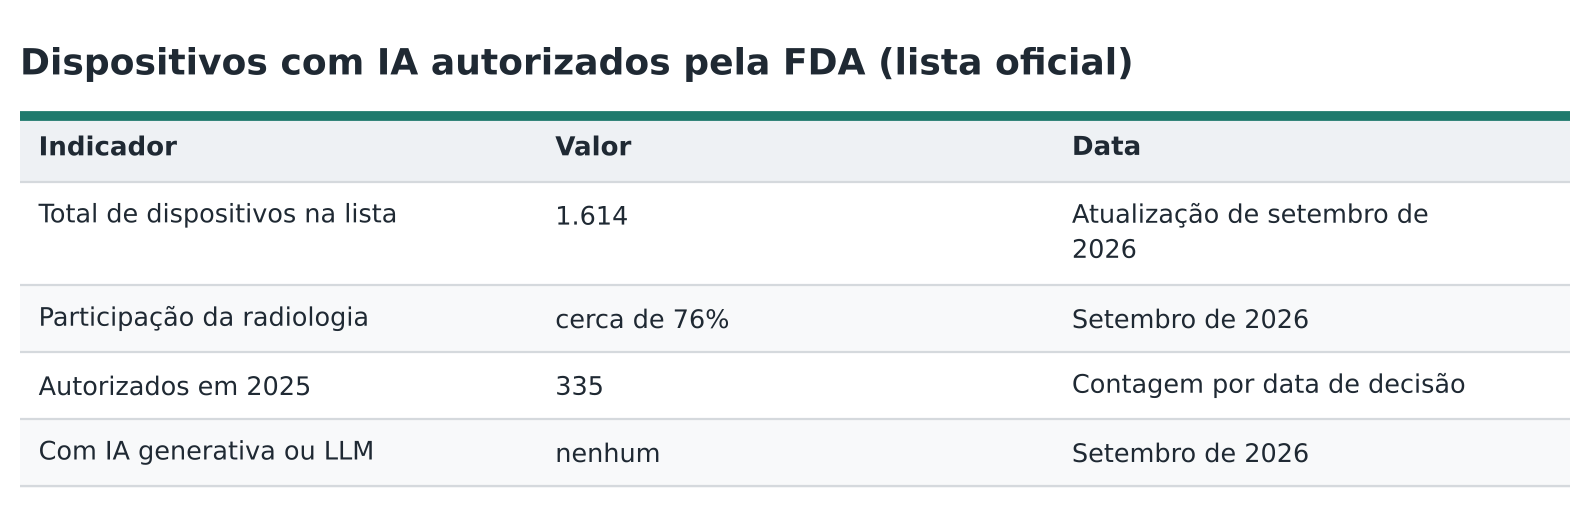 Dispositivos com IA autorizados pela FDA (lista oficial)
Indicador Valor Data
Total de dispositivos na lista 1.614 Atualização de setembro de
2026
Participação da radiologia cerca de 76% Setembro de 2026
Autorizados em 2025 335 Contagem por data de decisão
Com IA generativa ou LLM nenhum Setembro de 2026